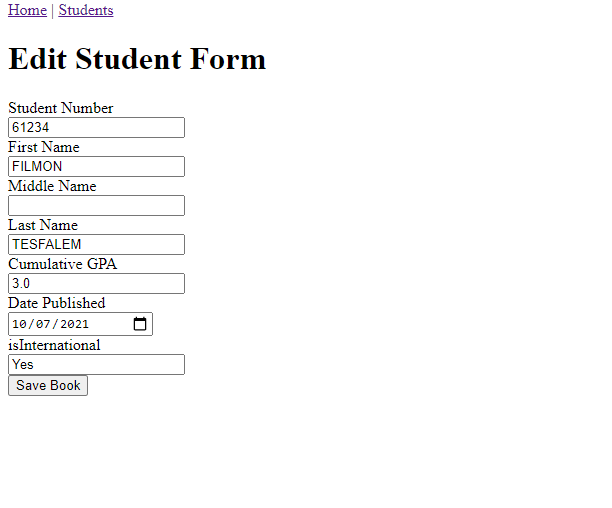 Home | Students
Edit Student Form
Student Number
61234
First Name
FILMON
Middle Name
Last Name
TESFALEM
Cumulative GPA
3.0
Date Published
10/07/2021
isInternational
Yes
Save Book